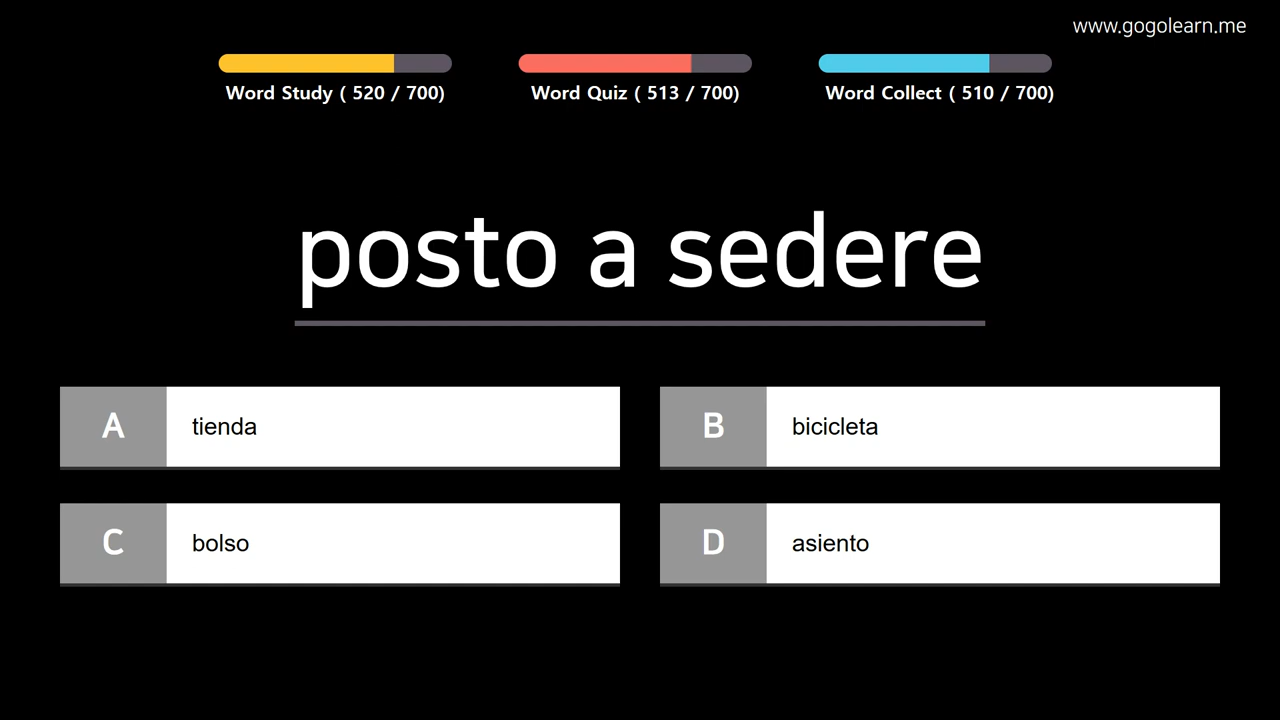 www.gogolearn.me
Word Study ( 520 / 700)
Word Quiz ( 513 / 700)
Word Collect ( 510 / 700)
posto a sedere
A tienda
B bicicleta
C bolso
D asiento